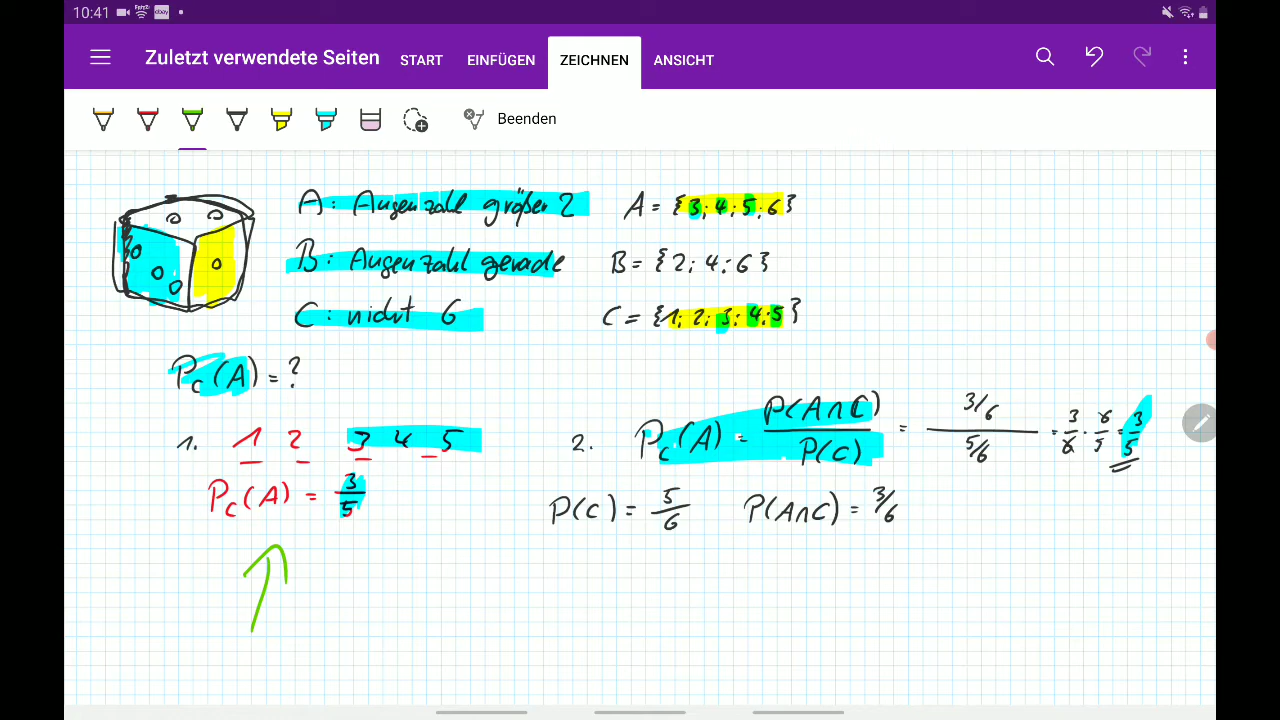 10:41
Zuletzt verwendete Seiten START EINFÜGEN ZEICHNEN ANSICHT
Beenden
A: Augenzahl größer 2 A = {3; 4; 5; 6}
B: Augenzahl gerade B = {2; 4; 6}
C: nicht 6 C = {1; 2; 3; 4; 5}
P_C(A) = ?
1. 1 2 3 4 5
P_C(A) = 3/5
2. P_C(A) = P(A∩C)/P(C) = (3/6)/(5/6) = 3/6 · 6/5 = 3/5
P(C) = 5/6 P(A∩C) = 3/6